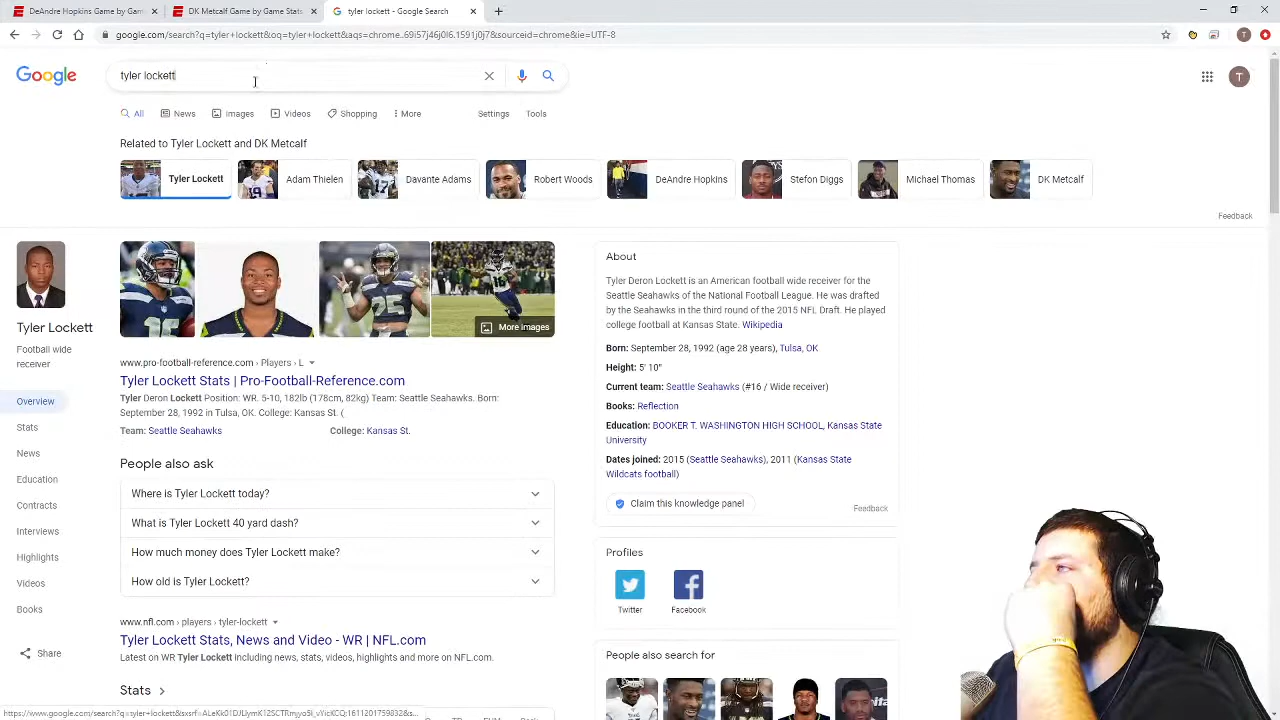 DeAndre Hopkins Game by Gam
DK Metcalf Game by Game Stats
tyler lockett - Google Search
google.com/search?q=tyler+lockett&oq=tyler+lockett&aqs=chrome..69i57j46j0l6.1591j0j7&sourceid=chrome&ie=UTF-8
T
Google
tyler lockett
T
All
News
Images
Videos
Shopping
More
Settings
Tools
Related to Tyler Lockett and DK Metcalf
Tyler Lockett
Adam Thielen
Davante Adams
Robert Woods
DeAndre Hopkins
Stefon Diggs
Michael Thomas
DK Metcalf
Feedback
Tyler Lockett
Football wide
receiver
Overview
Stats
News
Education
Contracts
Interviews
Highlights
Videos
Books
Share
More images
www.pro-football-reference.com › Players › L
Tyler Lockett Stats | Pro-Football-Reference.com
Tyler Deron Lockett Position: WR. 5-10, 182lb (178cm, 82kg) Team: Seattle Seahawks. Born:
September 28, 1992 in Tulsa, OK. College: Kansas St. (
Team: Seattle Seahawks
College: Kansas St.
People also ask
Where is Tyler Lockett today?
What is Tyler Lockett 40 yard dash?
How much money does Tyler Lockett make?
How old is Tyler Lockett?
www.nfl.com › players › tyler-lockett
Tyler Lockett Stats, News and Video - WR | NFL.com
Latest on WR Tyler Lockett including news, stats, videos, highlights and more on NFL.com.
Stats
About
Tyler Deron Lockett is an American football wide receiver for the
Seattle Seahawks of the National Football League. He was drafted
by the Seahawks in the third round of the 2015 NFL Draft. He played
college football at Kansas State. Wikipedia
Born: September 28, 1992 (age 28 years), Tulsa, OK
Height: 5' 10"
Current team: Seattle Seahawks (#16 / Wide receiver)
Books: Reflection
Education: BOOKER T. WASHINGTON HIGH SCHOOL, Kansas State
University
Dates joined: 2015 (Seattle Seahawks), 2011 (Kansas State
Wildcats football)
Claim this knowledge panel
Feedback
Profiles
Twitter
Facebook
People also search for